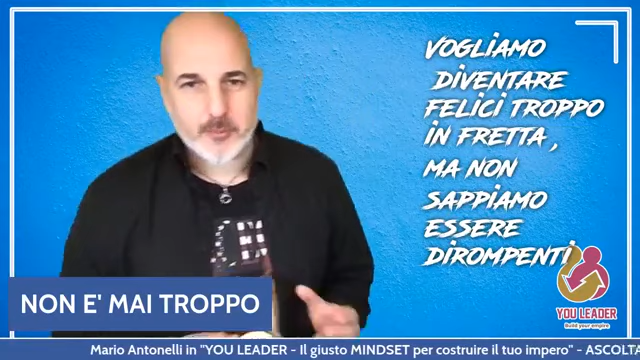 VOGLIAMO
DIVENTARE
FELICI TROPPO
IN FRETTA,
MA NON
SAPPIAMO
ESSERE
DIROMPENTI
NON E' MAI TROPPO
YOU LEADER
Build your empire
Mario Antonelli in "YOU LEADER - Il giusto MINDSET per costruire il tuo impero" - ASCOLTA